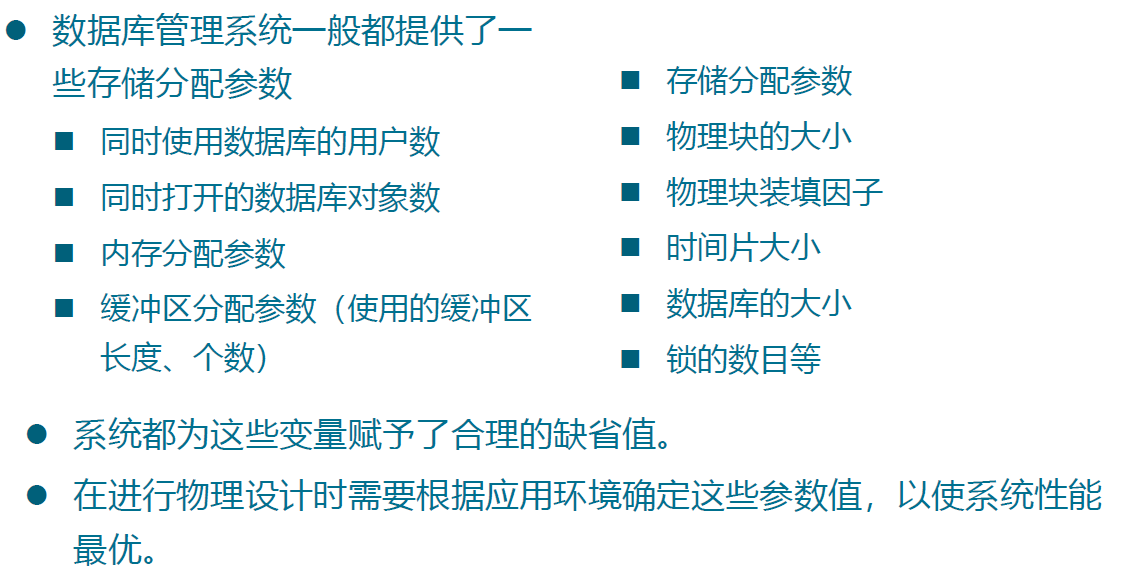 数据库管理系统一般都提供了一
些存储分配参数
同时使用数据库的用户数
同时打开的数据库对象数
内存分配参数
缓冲区分配参数（使用的缓冲区
长度、个数）
存储分配参数
物理块的大小
物理块装填因子
时间片大小
数据库的大小
锁的数目等
系统都为这些变量赋予了合理的缺省值。
在进行物理设计时需要根据应用环境确定这些参数值，以使系统性能
最优。